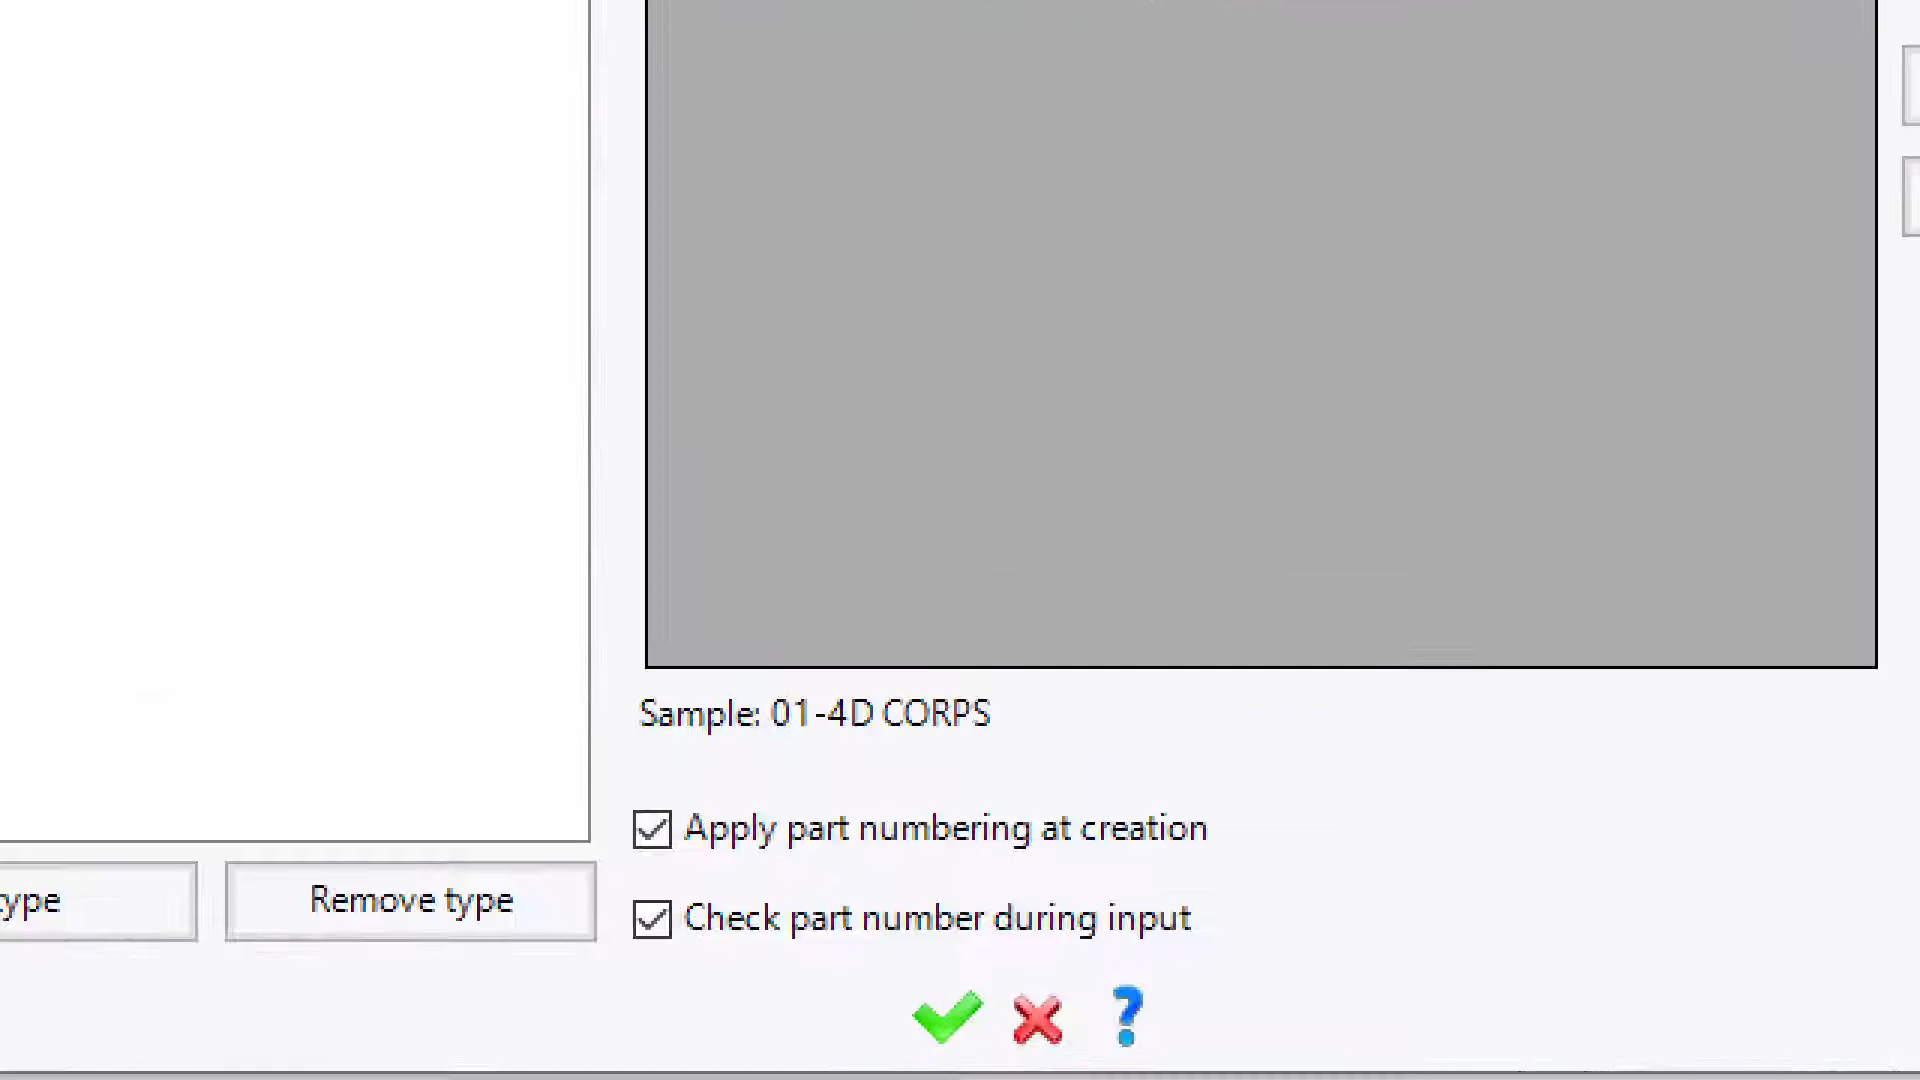 Sample: 01-4D CORPS
Apply part numbering at creation
ype
Remove type
Check part number during input